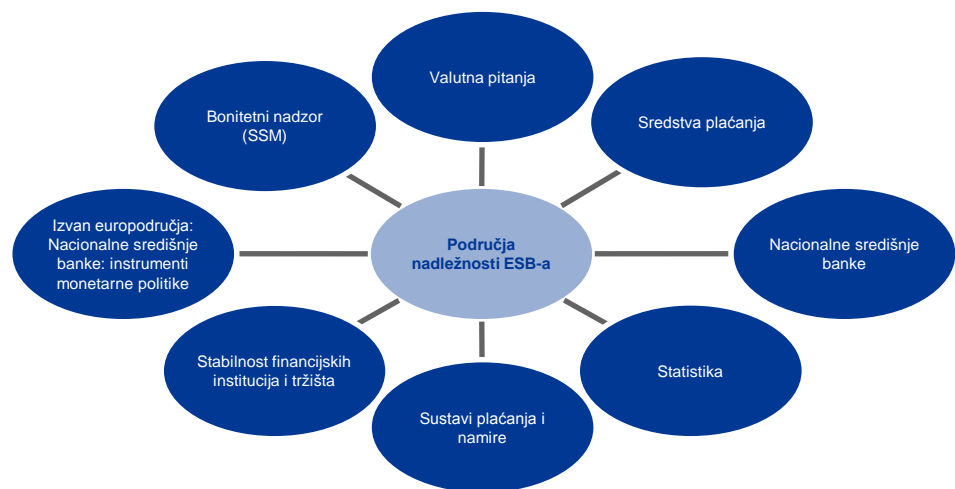 Valutna pitanja
Bonitetni nadzor
(SSM)
Sredstva plaćanja
Izvan europodručja:
Nacionalne središnje
banke: instrumenti
monetarne politike
Područja
nadležnosti ESB-a
Nacionalne središnje
banke
Stabilnost financijskih
institucija i tržišta
Statistika
Sustavi plaćanja i
namire